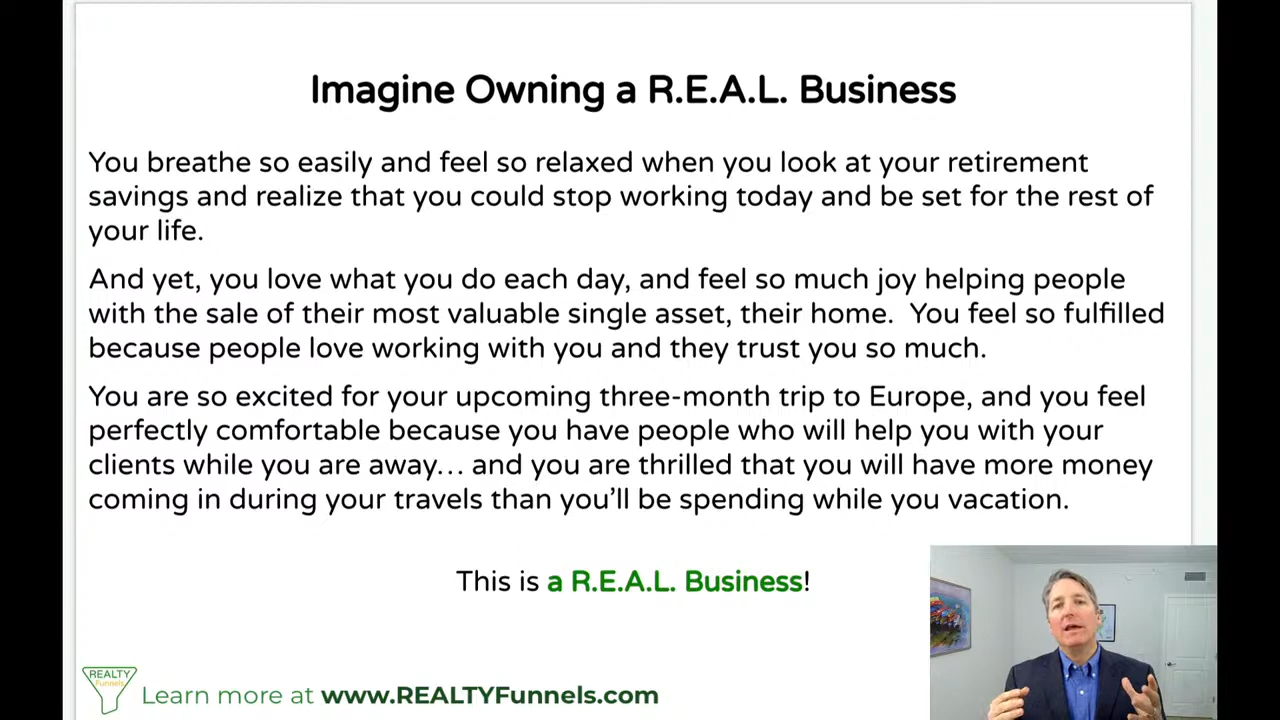 Imagine Owning a R.E.A.L. Business
You breathe so easily and feel so relaxed when you look at your retirement
savings and realize that you could stop working today and be set for the rest of
your life.
And yet, you love what you do each day, and feel so much joy helping people
with the sale of their most valuable single asset, their home.  You feel so fulfilled
because people love working with you and they trust you so much.
You are so excited for your upcoming three-month trip to Europe, and you feel
perfectly comfortable because you have people who will help you with your
clients while you are away... and you are thrilled that you will have more money
coming in during your travels than you'll be spending while you vacation.
This is a R.E.A.L. Business!
REALTY
Funnels
Learn more at www.REALTYFunnels.com